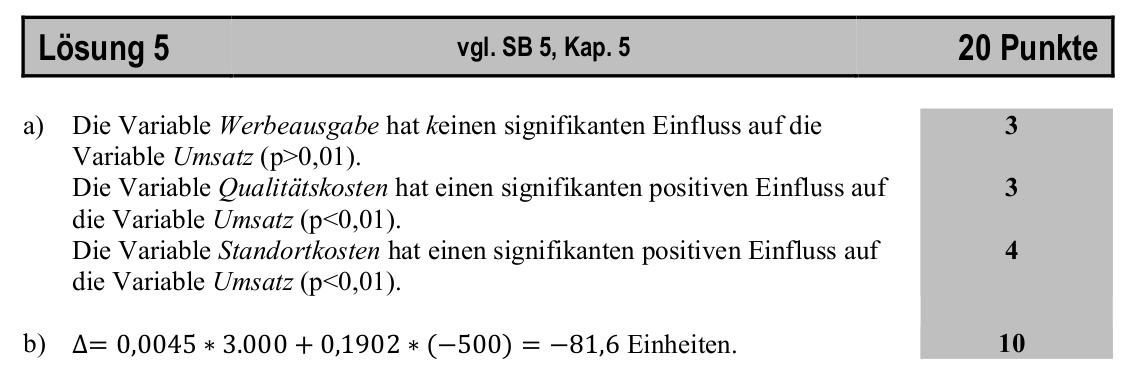 Lösung 5 vgl. SB 5, Kap. 5 20 Punkte
a) Die Variable Werbeausgabe hat keinen signifikanten Einfluss auf die 3
Variable Umsatz (p>0,01).
Die Variable Qualitätskosten hat einen signifikanten positiven Einfluss auf 3
die Variable Umsatz (p<0,01).
Die Variable Standortkosten hat einen signifikanten positiven Einfluss auf 4
die Variable Umsatz (p<0,01).
b) Δ= 0,0045 ∗ 3.000 + 0,1902 ∗ (−500) = −81,6 Einheiten. 10